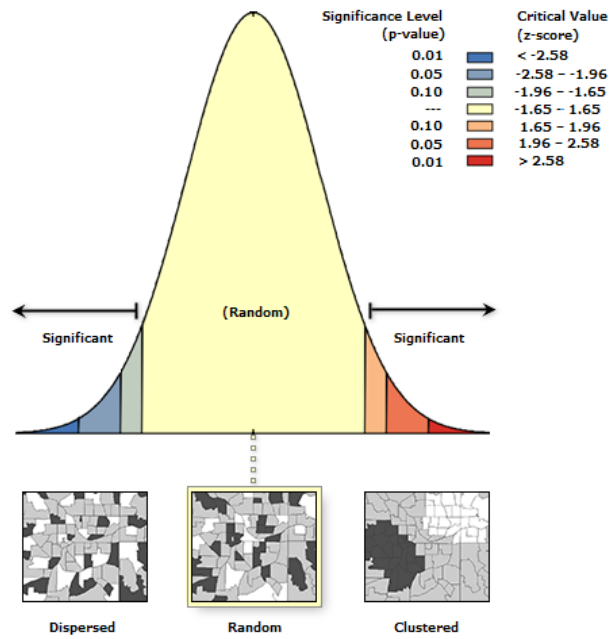 Significance Level
(p-value)
Critical Value
(z-score)
0.01 < -2.58
0.05 -2.58 – -1.96
0.10 -1.96 – -1.65
--- -1.65 – 1.65
0.10 1.65 – 1.96
0.05 1.96 – 2.58
0.01 > 2.58
(Random)
Significant
Significant
Dispersed
Random
Clustered